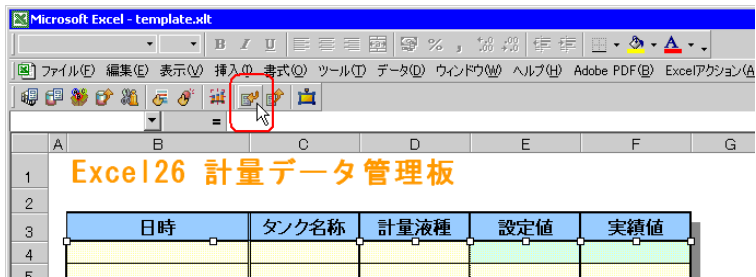 Microsoft Excel - template.xlt
B I U % ,
ファイル(F) 編集(E) 表示(V) 挿入(I) 書式(O) ツール(T) データ(D) ウィンドウ(W) ヘルプ(H) Adobe PDF(B) Excelアクション(A
=
A B C D E F G
1 Excel26 計量データ管理板
2
3 日時 タンク名称 計量液種 設定値 実績値
4
5